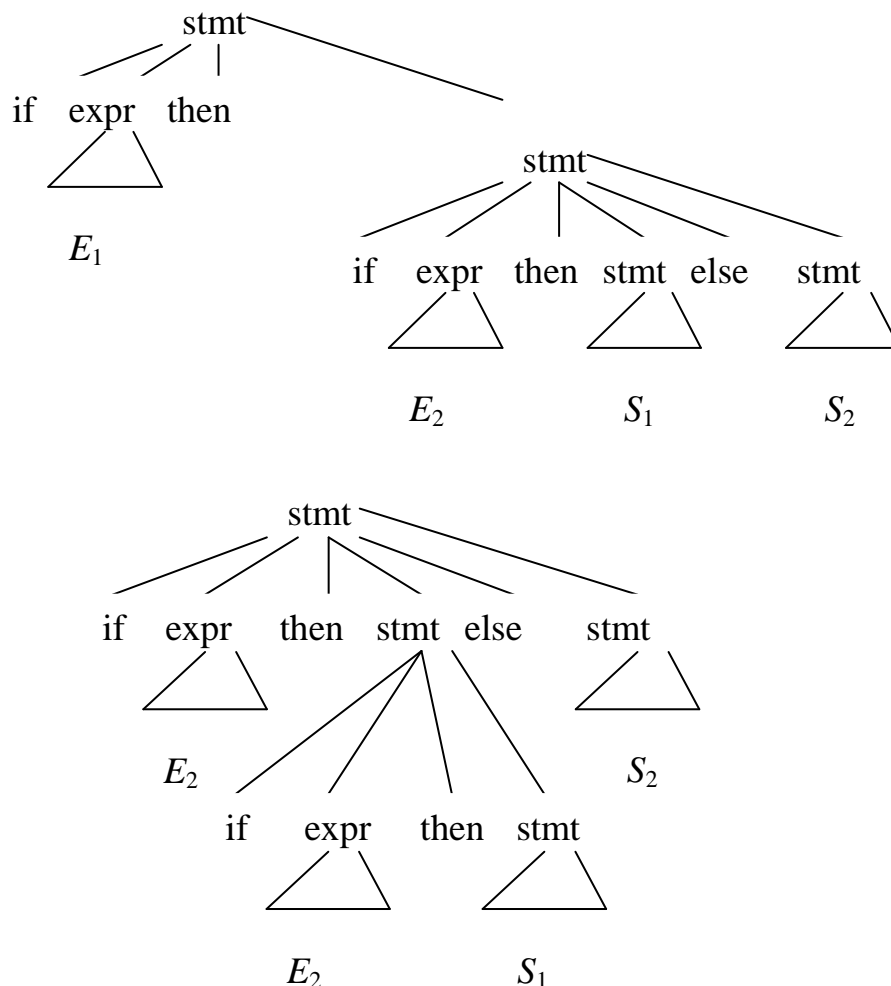 stmt
if expr then
stmt
E1
if expr then stmt else stmt
E2 S1 S2
stmt
if expr then stmt else stmt
E2 S2
if expr then stmt
E2 S1